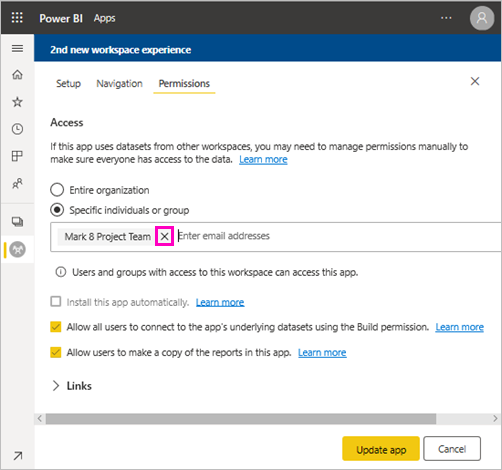 Power BI Apps ...
2nd new workspace experience
Setup Navigation Permissions
Access
If this app uses datasets from other workspaces, you may need to manage permissions manually to
make sure everyone has access to the data. Learn more
Entire organization
Specific individuals or group
Mark 8 Project Team Enter email addresses
Users and groups with access to this workspace can access this app.
Install this app automatically. Learn more
Allow all users to connect to the app's underlying datasets using the Build permission. Learn more
Allow users to make a copy of the reports in this app. Learn more
Links
Update app Cancel